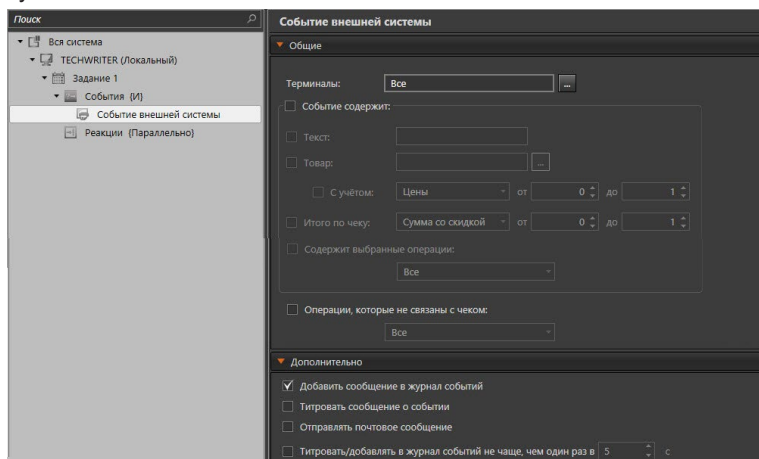 Поиск
Вся система
TECHWRITER (Локальный)
Задание 1
События (И)
Событие внешней системы
Реакции (Параллельно)
Событие внешней системы
Общие
Терминалы: Все ...
Событие содержит:
Текст:
Товар: ...
С учётом: Цены от 0 до 1
Итого по чеку: Сумма со скидкой от 0 до 1
Содержит выбранные операции:
Все
Операции, которые не связаны с чеком:
Все
Дополнительно
Добавить сообщение в журнал событий
Титровать сообщение о событии
Отправлять почтовое сообщение
Титровать/добавлять в журнал событий не чаще, чем один раз в 5 с